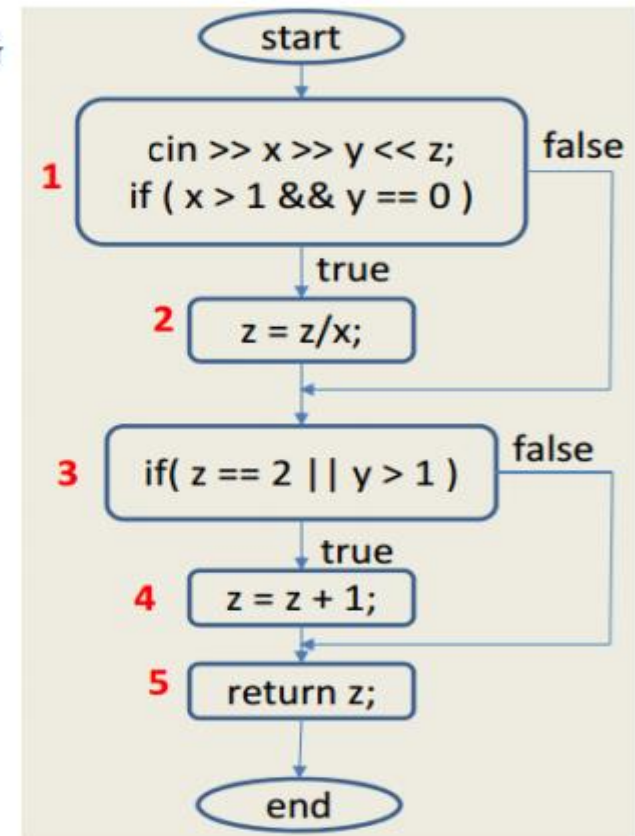 start
1
cin >> x >> y << z;
if ( x > 1 && y == 0 )
false
true
2
z = z/x;
3
if( z == 2 || y > 1 )
false
true
4
z = z + 1;
5
return z;
end